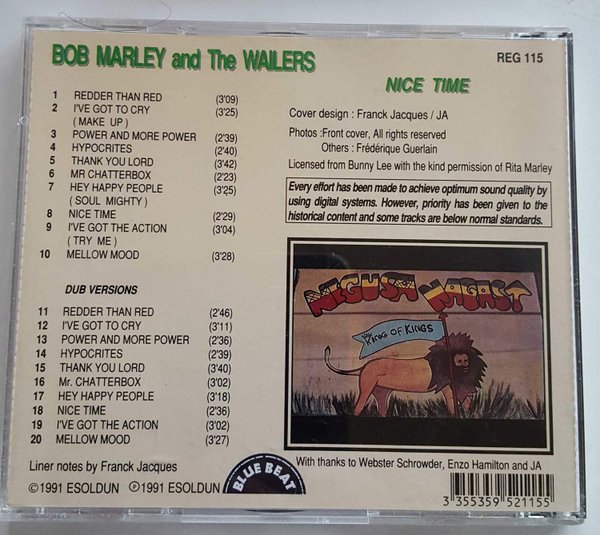 BOB MARLEY and The WAILERS
REG 115
NICE TIME
1 REDDER THAN RED (3'09)
2 I'VE GOT TO CRY (3'25)
( MAKE UP )
3 POWER AND MORE POWER (2'39)
4 HYPOCRITES (2'40)
5 THANK YOU LORD (3'42)
6 MR CHATTERBOX (2'23)
7 HEY HAPPY PEOPLE (3'25)
( SOUL MIGHTY )
8 NICE TIME (2'29)
9 I'VE GOT THE ACTION (3'04)
( TRY ME )
10 MELLOW MOOD (3'28)
DUB VERSIONS
11 REDDER THAN RED (2'46)
12 I'VE GOT TO CRY (3'11)
13 POWER AND MORE POWER (2'36)
14 HYPOCRITES (2'39)
15 THANK YOU LORD (3'40)
16 Mr. CHATTERBOX (3'02)
17 HEY HAPPY PEOPLE (3'18)
18 NICE TIME (2'36)
19 I'VE GOT THE ACTION (3'02)
20 MELLOW MOOD (3'27)
Liner notes by Franck Jacques
©1991 ESOLDUN ℗1991 ESOLDUN
BLUE BEAT
Cover design : Franck Jacques / JA
Photos :Front cover, All rights reserved
Others : Frédérique Guerlain
Licensed from Bunny Lee with the kind permission of Rita Marley
Every effort has been made to achieve optimum sound quality by
using digital systems. However, priority has been given to the
historical content and some tracks are below normal standards.
NEGUSA NAGAST
KING OF KINGS
With thanks to Webster Schrowder, Enzo Hamilton and JA
3 355359 521155